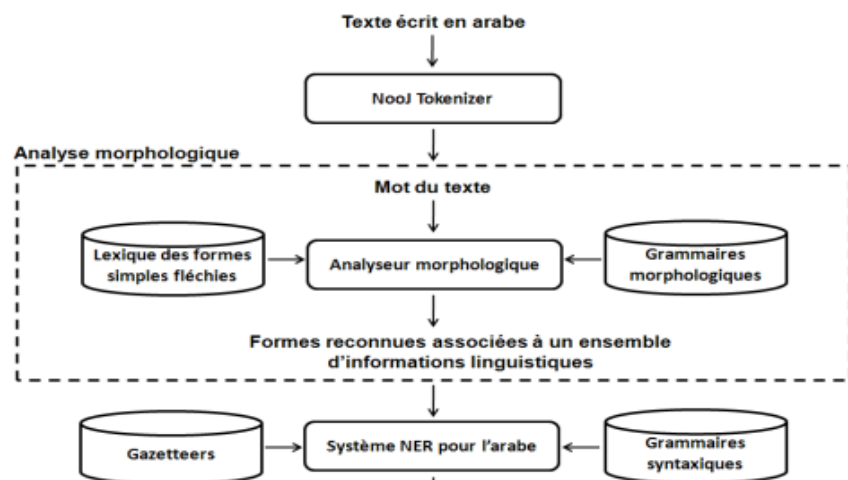 Texte écrit en arabe
NooJ Tokenizer
Analyse morphologique
Mot du texte
Lexique des formes
simples fléchies
Analyseur morphologique
Grammaires
morphologiques
Formes reconnues associées à un ensemble
d'informations linguistiques
Gazetteers
Système NER pour l'arabe
Grammaires
syntaxiques